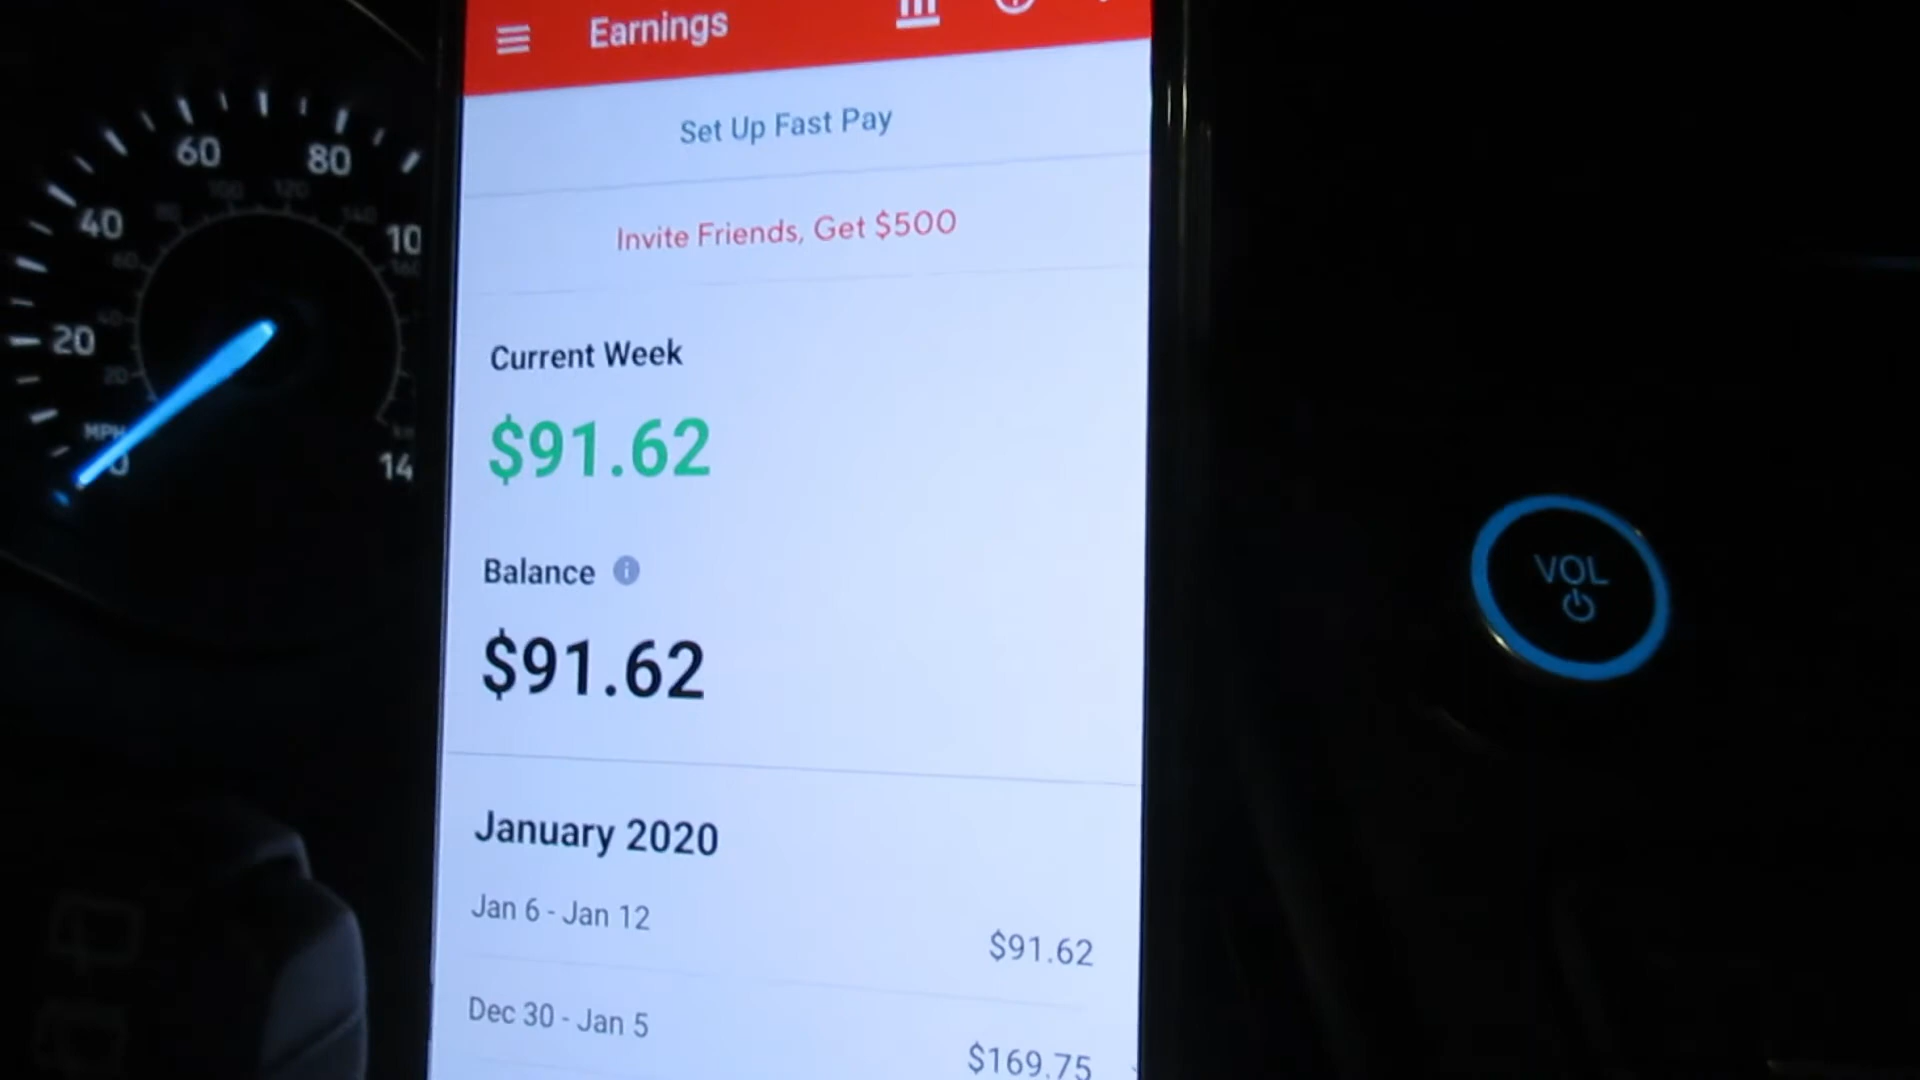 Earnings
Set Up Fast Pay
Invite Friends, Get $500
Current Week
$91.62
Balance
$91.62
January 2020
Jan 6 - Jan 12
$91.62
Dec 30 - Jan 5
$169.75
60
80
40
10
20
MPH
0
14
VOL